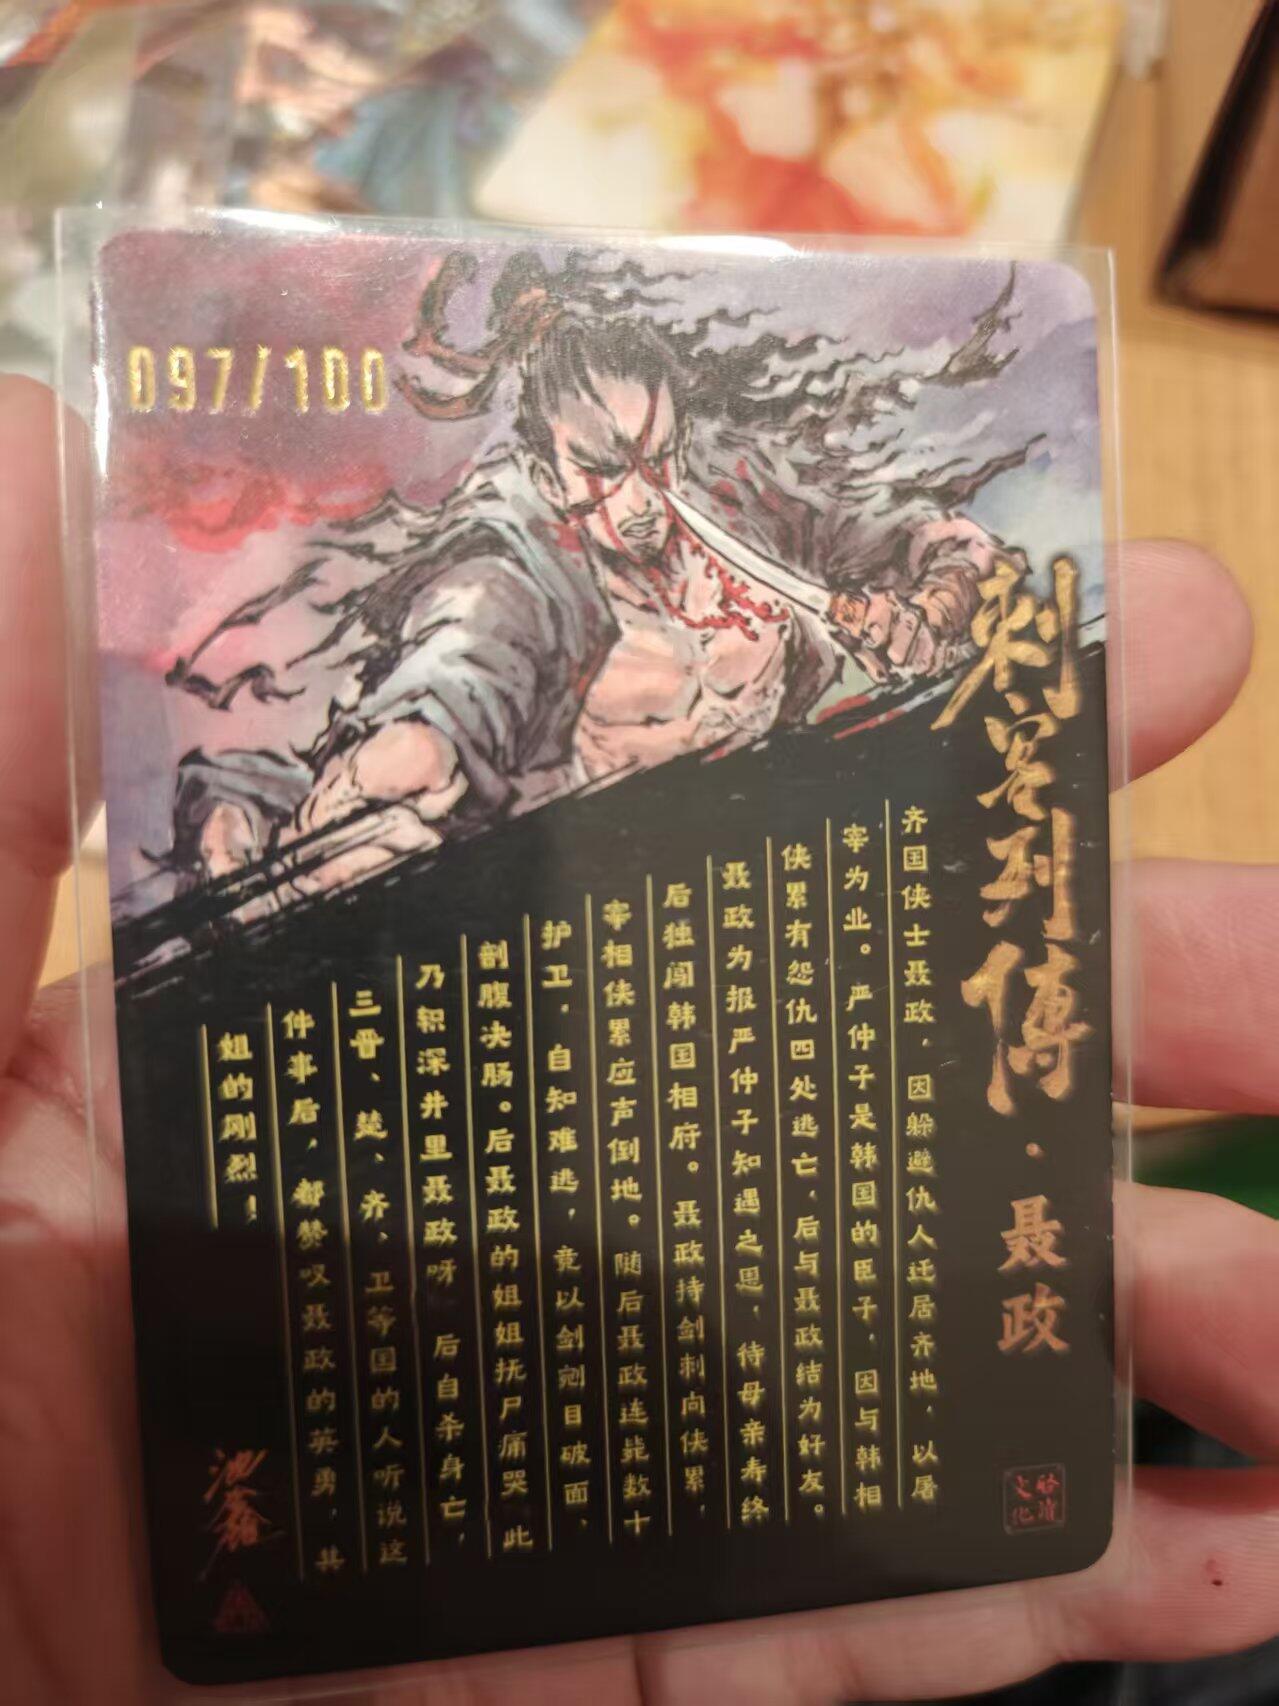 097/100
刺客列傳·聂政
齐国侠士聂政，因躲避仇人迁居齐地，以屠
宰为业。严仲子是韩国的臣子，因与韩相
侠累有怨仇四处逃亡，后与聂政结为好友。
聂政为报严仲子知遇之恩，待母亲寿终
后独闯韩国相府。聂政持剑刺向侠累，
宰相侠累应声倒地。随后聂政连毙数十
护卫，自知难逃，竟以剑剜目破面、
剖腹决肠。后聂政的姐姐抚尸痛哭 此
乃轵深井里聂政呀 后自杀身亡，
三晋、楚、齐、卫等国的人听说这
件事后，都赞叹聂政的英勇，其
姐的刚烈！
文化